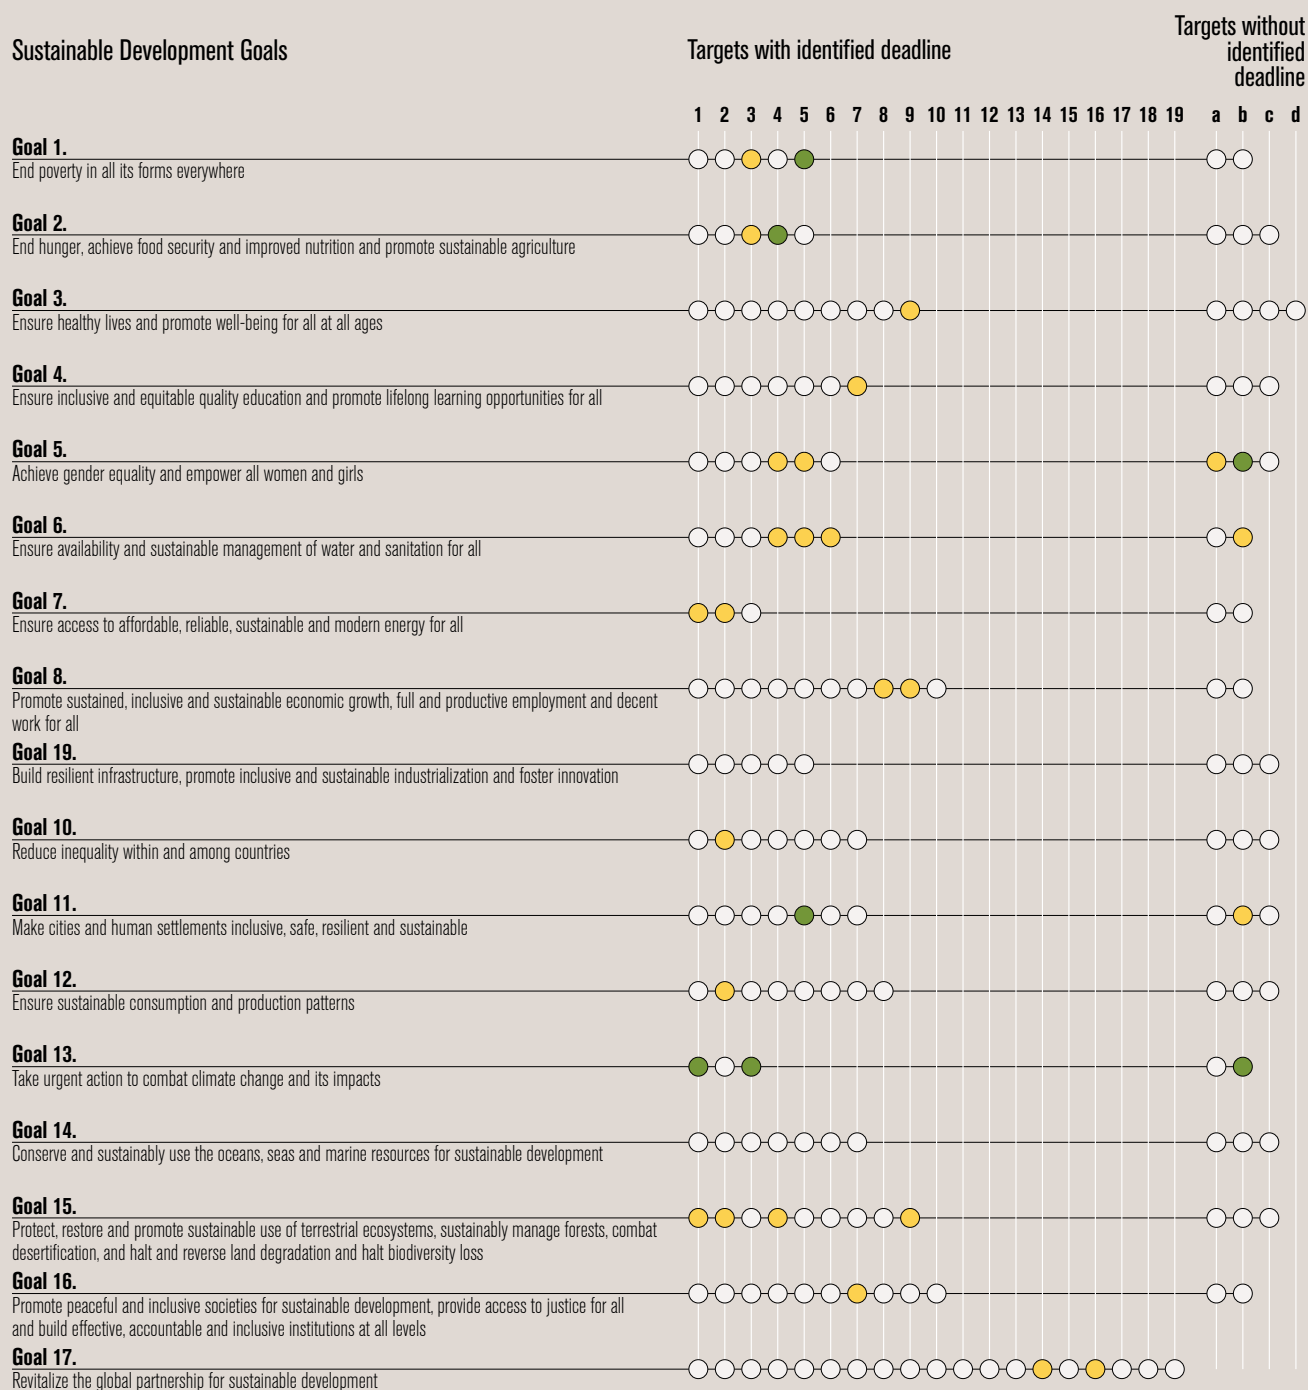 Sustainable Development Goals
Targets with identified deadline
Targets without
identified
deadline
1 2 3 4 5 6 7 8 9 10 11 12 13 14 15 16 17 18 19 a b c d
Goal 1.
End poverty in all its forms everywhere
Goal 2.
End hunger, achieve food security and improved nutrition and promote sustainable agriculture
Goal 3.
Ensure healthy lives and promote well-being for all at all ages
Goal 4.
Ensure inclusive and equitable quality education and promote lifelong learning opportunities for all
Goal 5.
Achieve gender equality and empower all women and girls
Goal 6.
Ensure availability and sustainable management of water and sanitation for all
Goal 7.
Ensure access to affordable, reliable, sustainable and modern energy for all
Goal 8.
Promote sustained, inclusive and sustainable economic growth, full and productive employment and decent
work for all
Goal 19.
Build resilient infrastructure, promote inclusive and sustainable industrialization and foster innovation
Goal 10.
Reduce inequality within and among countries
Goal 11.
Make cities and human settlements inclusive, safe, resilient and sustainable
Goal 12.
Ensure sustainable consumption and production patterns
Goal 13.
Take urgent action to combat climate change and its impacts
Goal 14.
Conserve and sustainably use the oceans, seas and marine resources for sustainable development
Goal 15.
Protect, restore and promote sustainable use of terrestrial ecosystems, sustainably manage forests, combat
desertification, and halt and reverse land degradation and halt biodiversity loss
Goal 16.
Promote peaceful and inclusive societies for sustainable development, provide access to justice for all
and build effective, accountable and inclusive institutions at all levels
Goal 17.
Revitalize the global partnership for sustainable development